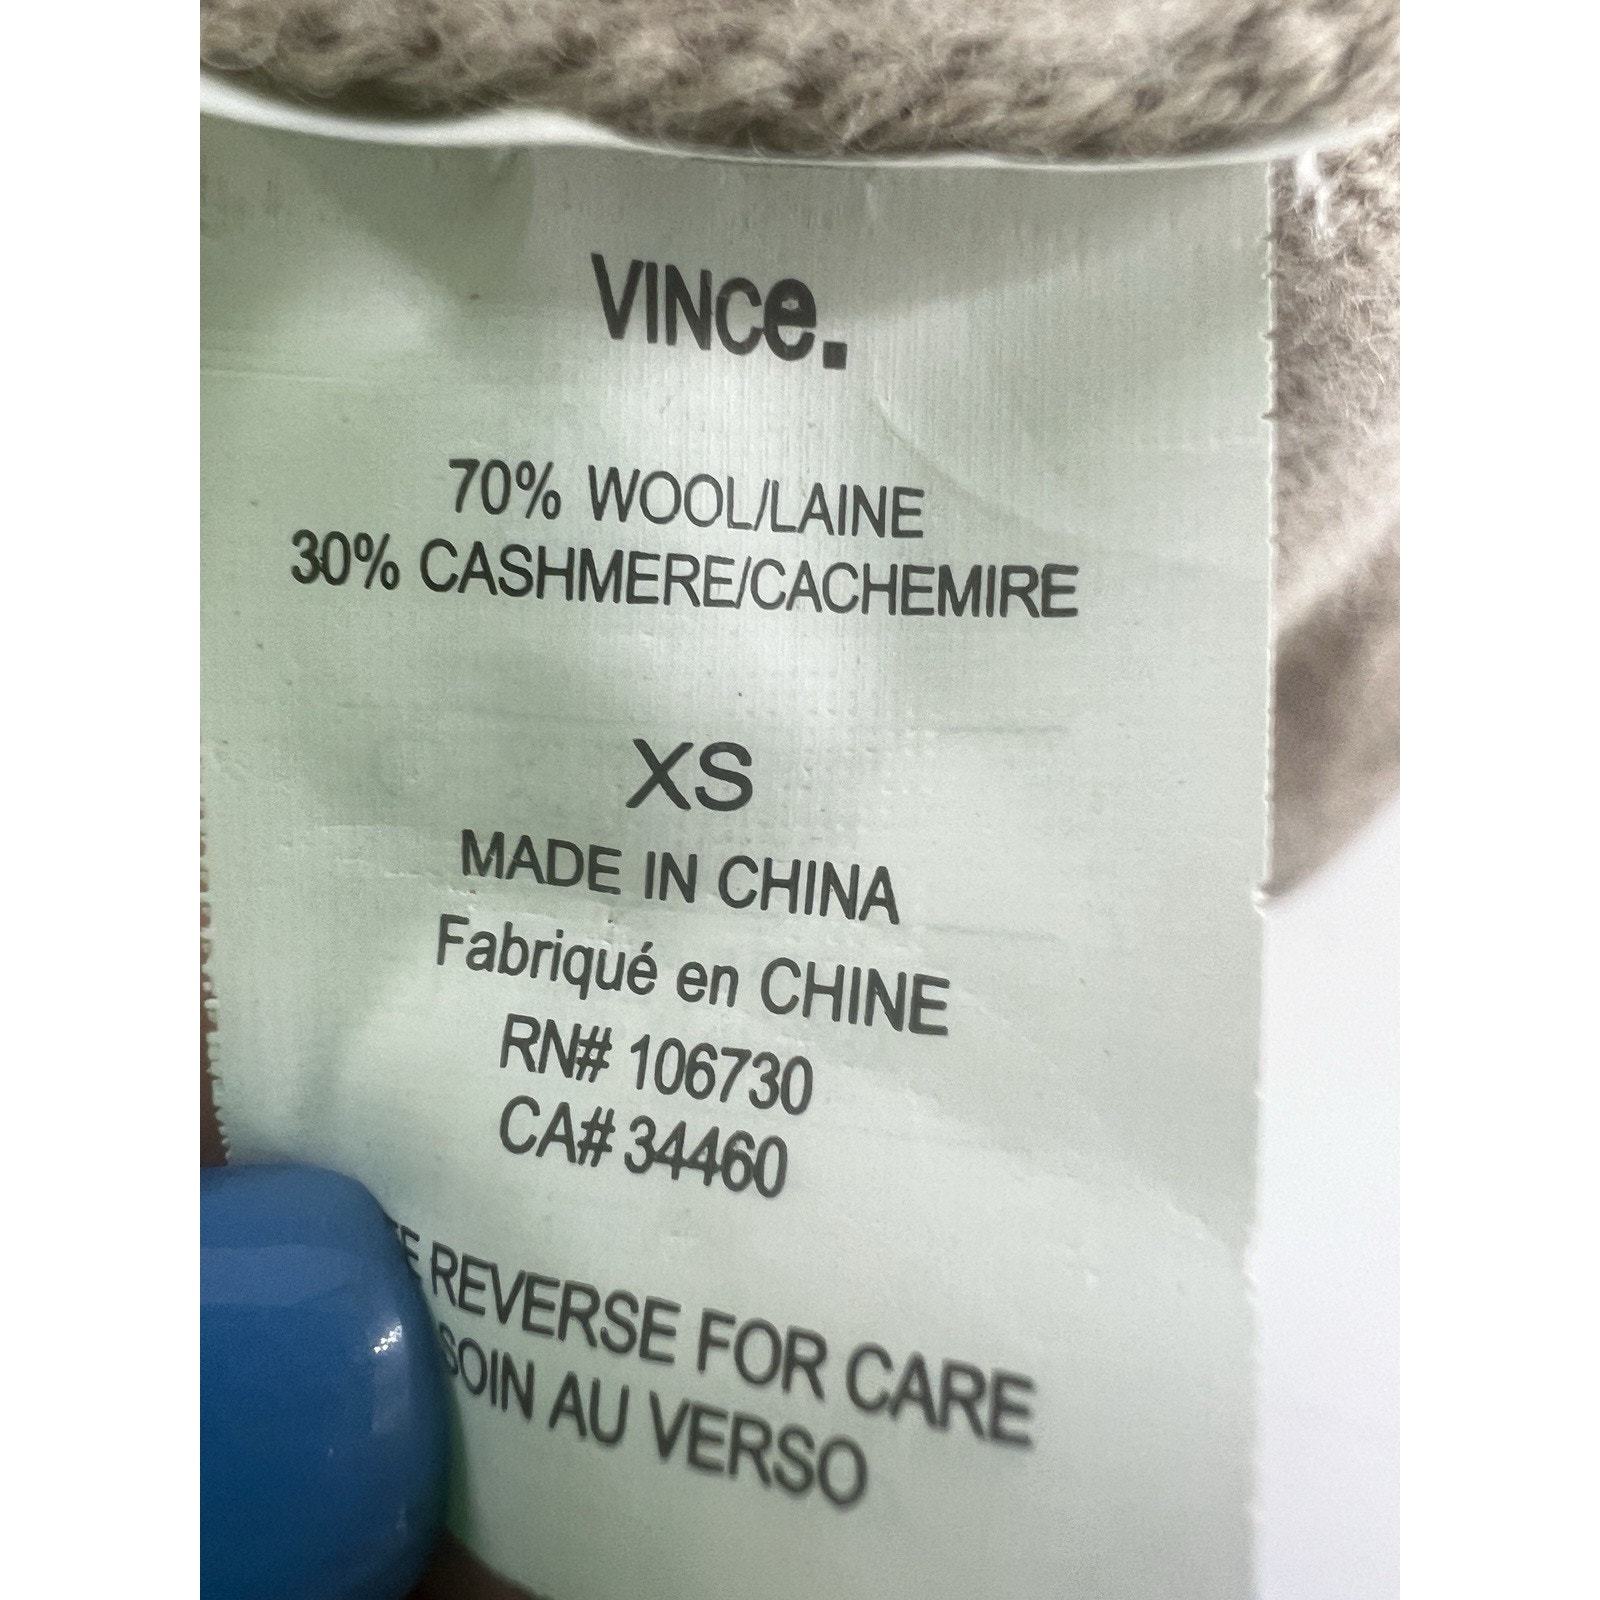 VINCe.
70% WOOL/LAINE
30% CASHMERE/CACHEMIRE
XS
MADE IN CHINA
Fabriqué en CHINE
RN# 106730
CA# 34460
REVERSE FOR CARE
SOIN AU VERSO